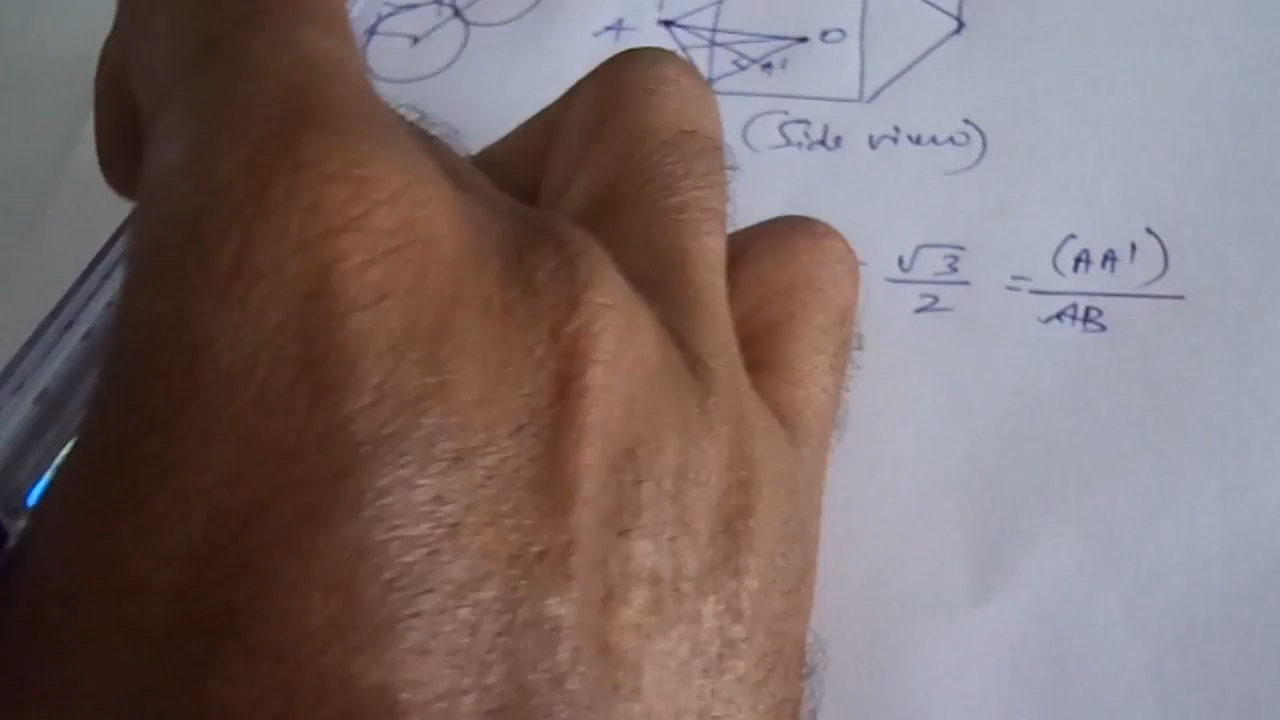 A O
A'
(Side view)
√3/2 = (AA')/AB